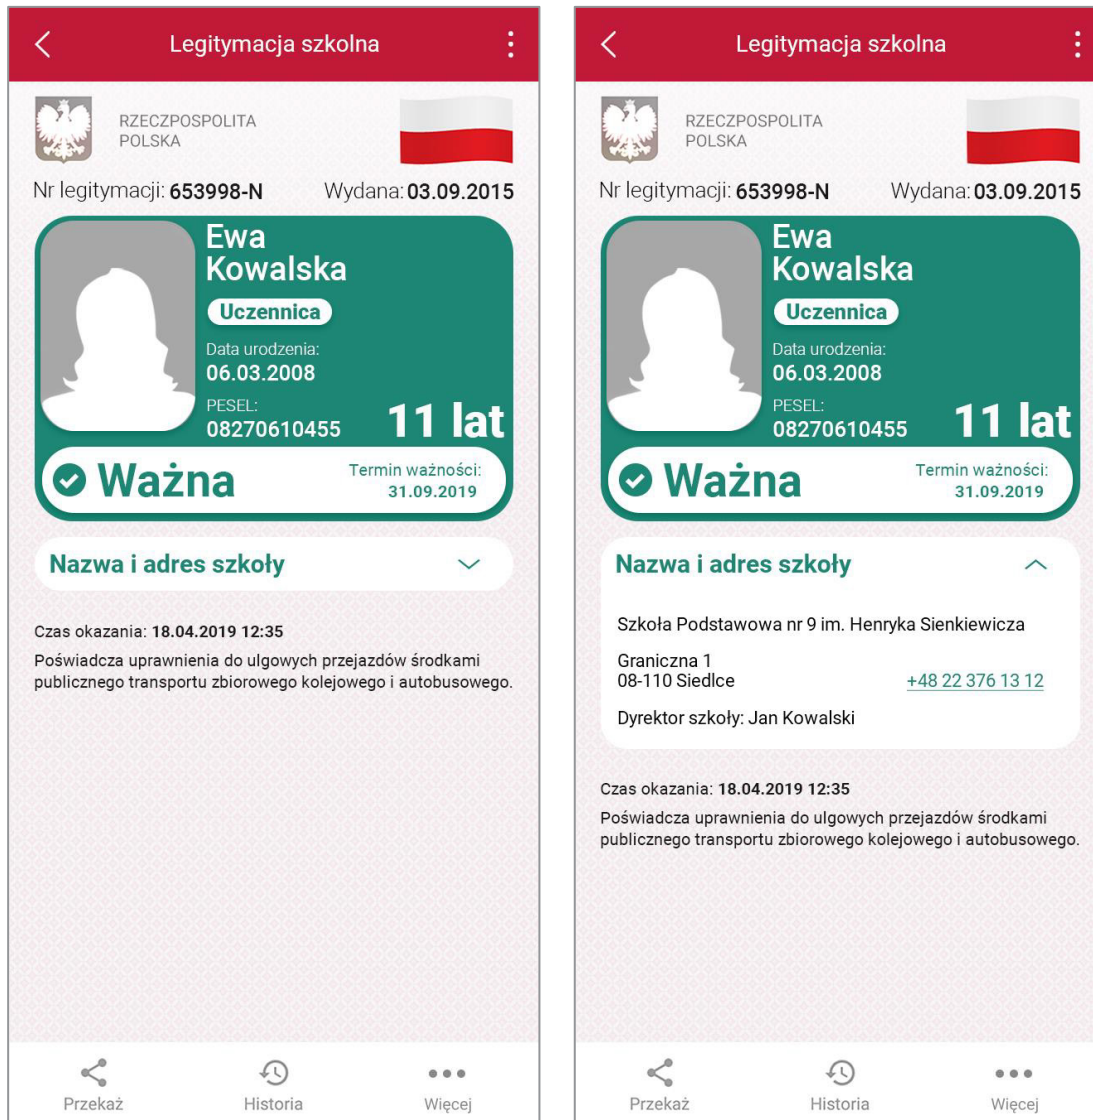 Legitymacja szkolna
RZECZPOSPOLITA
POLSKA
Nr legitymacji: 653998-N Wydana: 03.09.2015
Ewa
Kowalska
Uczennica
Data urodzenia:
06.03.2008
PESEL:
08270610455
11 lat
Ważna
Termin ważności:
31.09.2019
Nazwa i adres szkoły
Czas okazania: 18.04.2019 12:35
Poświadcza uprawnienia do ulgowych przejazdów środkami
publicznego transportu zbiorowego kolejowego i autobusowego.
Przekaż Historia Więcej
Legitymacja szkolna
RZECZPOSPOLITA
POLSKA
Nr legitymacji: 653998-N Wydana: 03.09.2015
Ewa
Kowalska
Uczennica
Data urodzenia:
06.03.2008
PESEL:
08270610455
11 lat
Ważna
Termin ważności:
31.09.2019
Nazwa i adres szkoły
Szkoła Podstawowa nr 9 im. Henryka Sienkiewicza
Graniczna 1
08-110 Siedlce +48 22 376 13 12
Dyrektor szkoły: Jan Kowalski
Czas okazania: 18.04.2019 12:35
Poświadcza uprawnienia do ulgowych przejazdów środkami
publicznego transportu zbiorowego kolejowego i autobusowego.
Przekaż Historia Więcej